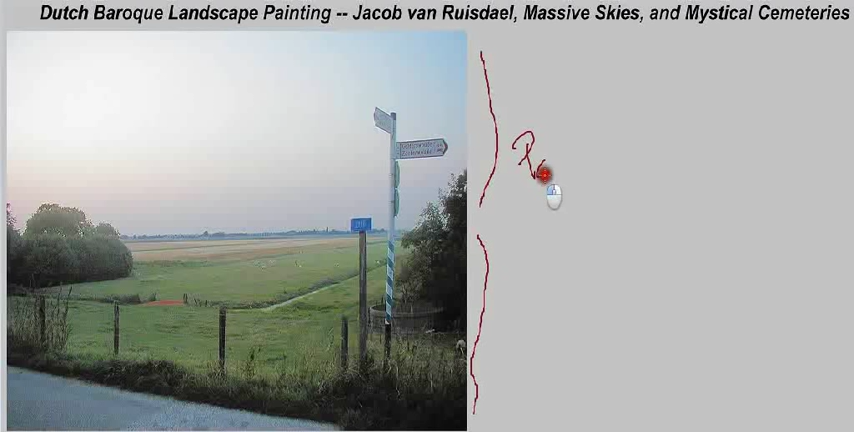 Dutch Baroque Landscape Painting -- Jacob van Ruisdael, Massive Skies, and Mystical Cemeteries